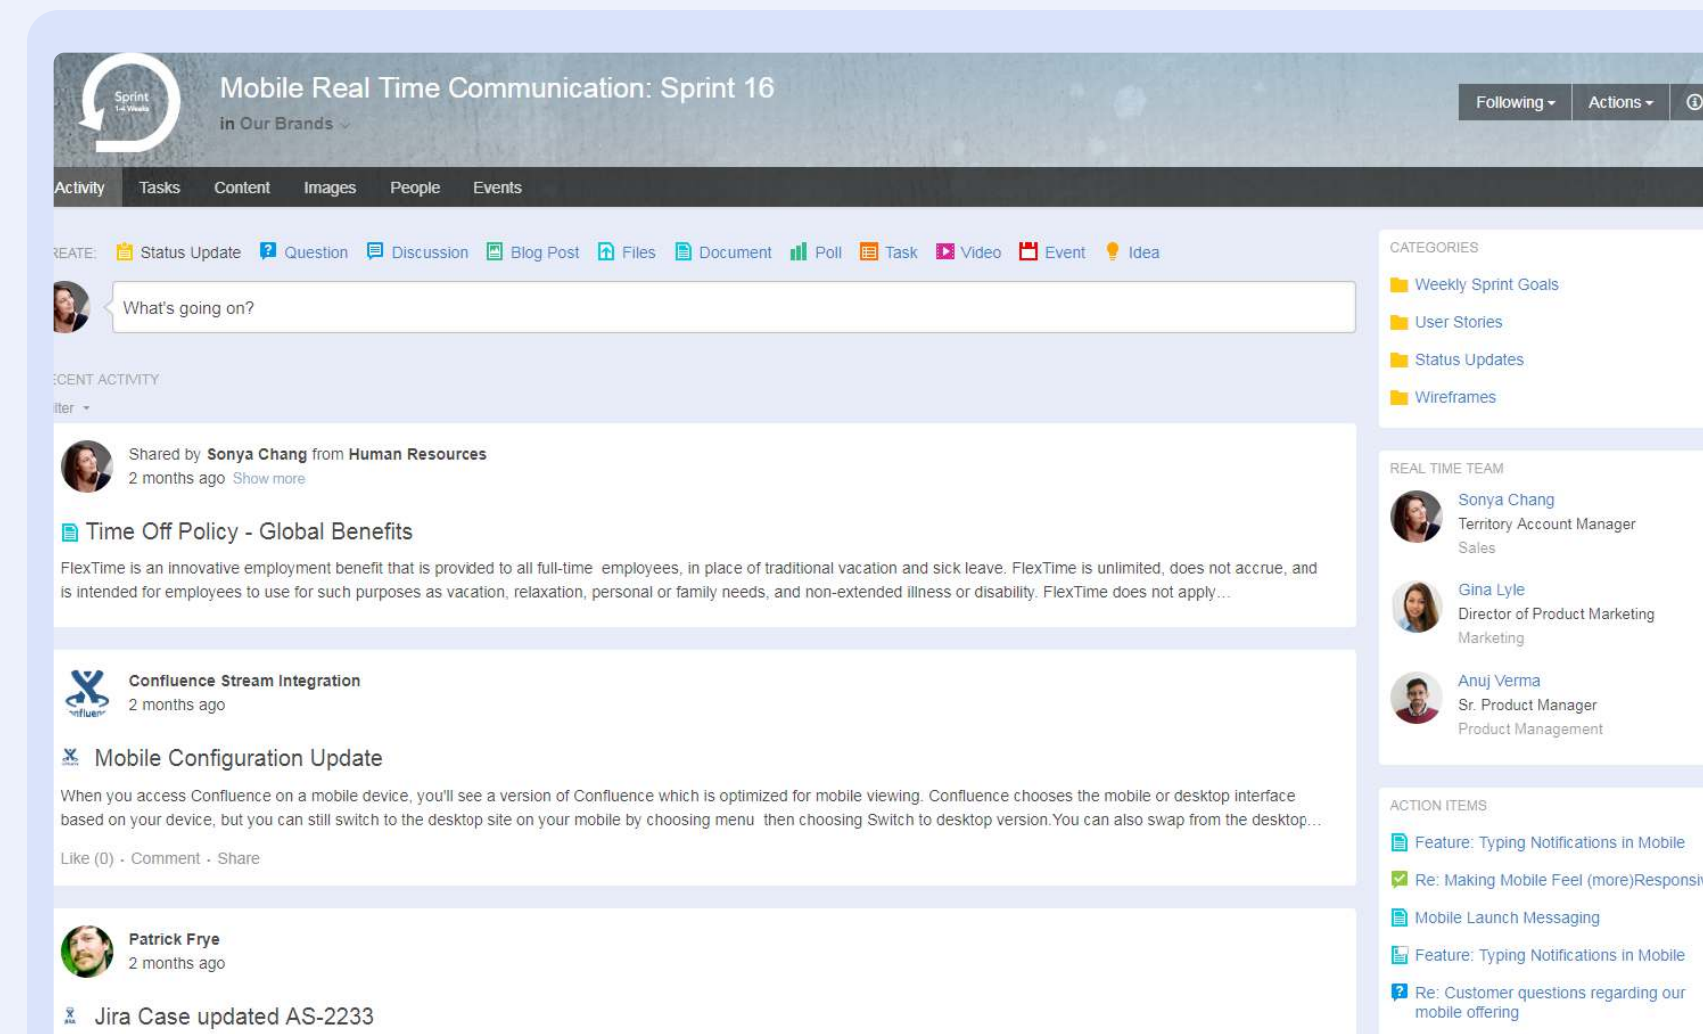 Sprint
1-4 Weeks
Mobile Real Time Communication: Sprint 16
in Our Brands
Following
Actions
Activity
Tasks
Content
Images
People
Events
REATE:
Status Update
Question
Discussion
Blog Post
Files
Document
Poll
Task
Video
Event
Idea
What's going on?
ECENT ACTIVITY
ilter
Shared by Sonya Chang from Human Resources
2 months ago Show more
Time Off Policy - Global Benefits
FlexTime is an innovative employment benefit that is provided to all full-time employees, in place of traditional vacation and sick leave. FlexTime is unlimited, does not accrue, and
is intended for employees to use for such purposes as vacation, relaxation, personal or family needs, and non-extended illness or disability. FlexTime does not apply…
Confluence Stream Integration
2 months ago
Mobile Configuration Update
When you access Confluence on a mobile device, you'll see a version of Confluence which is optimized for mobile viewing. Confluence chooses the mobile or desktop interface
based on your device, but you can still switch to the desktop site on your mobile by choosing menu then choosing Switch to desktop version.You can also swap from the desktop…
Like (0) · Comment · Share
Patrick Frye
2 months ago
Jira Case updated AS-2233
CATEGORIES
Weekly Sprint Goals
User Stories
Status Updates
Wireframes
REAL TIME TEAM
Sonya Chang
Territory Account Manager
Sales
Gina Lyle
Director of Product Marketing
Marketing
Anuj Verma
Sr. Product Manager
Product Management
ACTION ITEMS
Feature: Typing Notifications in Mobile
Re: Making Mobile Feel (more)Responsiv
Mobile Launch Messaging
Feature: Typing Notifications in Mobile
Re: Customer questions regarding our
mobile offering